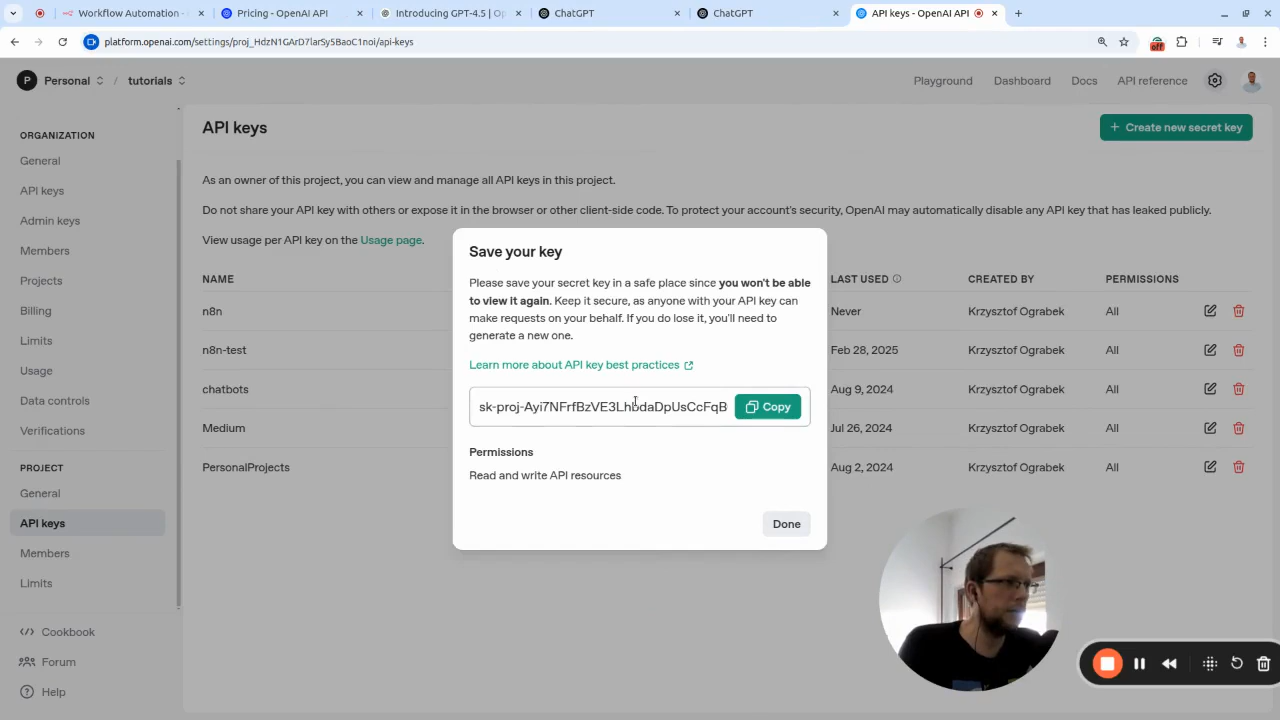 Workflow Automation -
Pricing - OpenAI API
Introducing GPT-4.5 | Op
ChatGPT
ChatGPT
API keys - OpenAI API
platform.openai.com/settings/proj_HdzN1GArD7larSy5BaoC1noi/api-keys
off
P Personal / tutorials
Playground Dashboard Docs API reference
ORGANIZATION
General
API keys
Admin keys
Members
Projects
Billing
Limits
Usage
Data controls
Verifications
PROJECT
General
API keys
Members
Limits
Cookbook
Forum
Help
API keys
+ Create new secret key
As an owner of this project, you can view and manage all API keys in this project.
Do not share your API key with others or expose it in the browser or other client-side code. To protect your account's security, OpenAI may automatically disable any API key that has leaked publicly.
View usage per API key on the Usage page.
NAME LAST USED CREATED BY PERMISSIONS
n8n Never Krzysztof Ograbek All
n8n-test Feb 28, 2025 Krzysztof Ograbek All
chatbots Aug 9, 2024 Krzysztof Ograbek All
Medium Jul 26, 2024 Krzysztof Ograbek All
PersonalProjects Aug 2, 2024 Krzysztof Ograbek All
Save your key
Please save your secret key in a safe place since you won't be able
to view it again. Keep it secure, as anyone with your API key can
make requests on your behalf. If you do lose it, you'll need to
generate a new one.
Learn more about API key best practices
sk-proj-Ayi7NFrfBzVE3LhbdaDpUsCcFqB
Copy
Permissions
Read and write API resources
Done